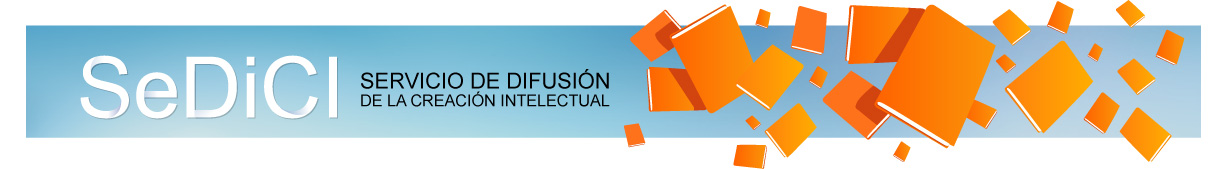 SeDiCI
SERVICIO DE DIFUSIÓN
DE LA CREACIÓN INTELECTUAL